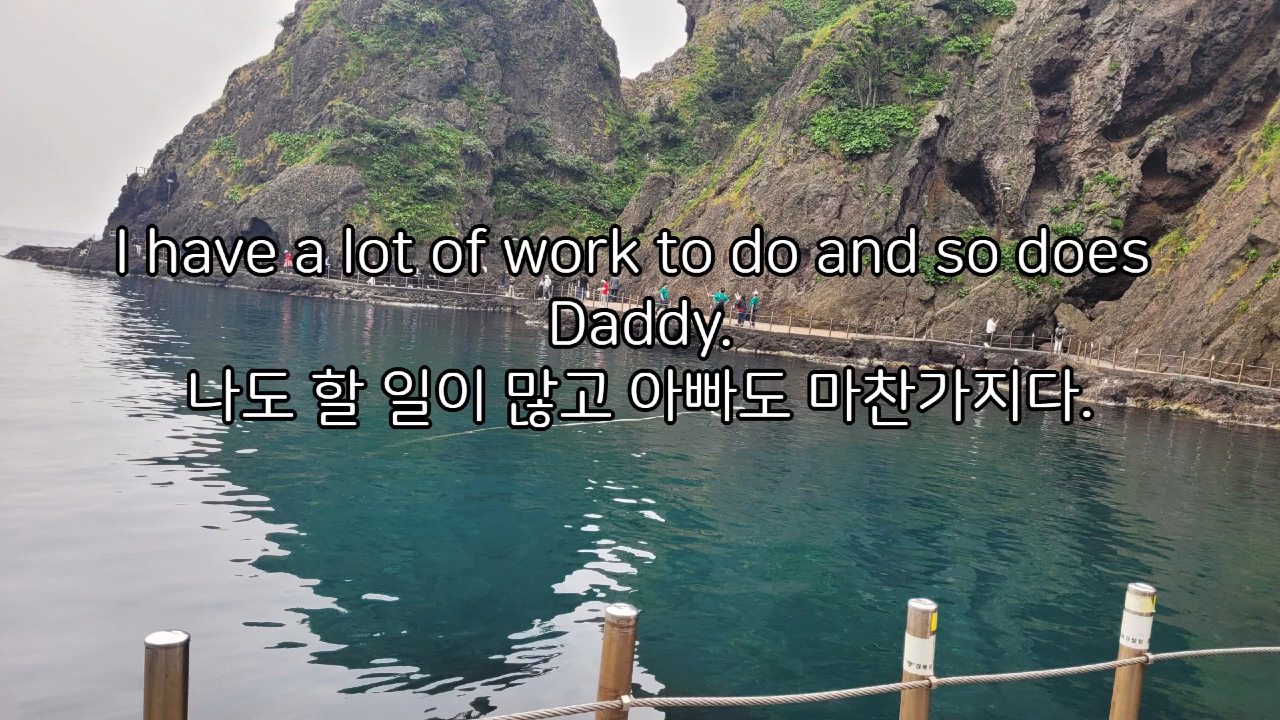 I have a lot of work to do and so does
Daddy.
나도 할 일이 많고 아빠도 마찬가지다.